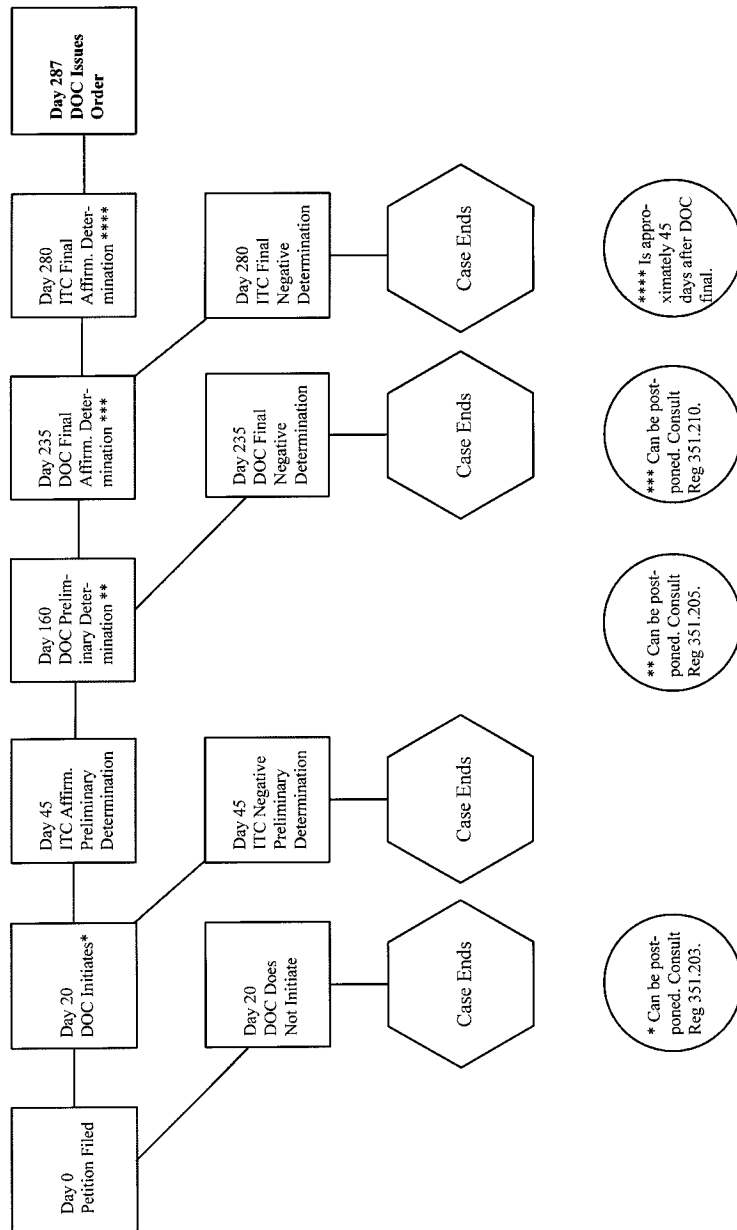 Day 0
Petition Filed
Day 20
DOC Initiates*
Day 45
ITC Affirm.
Preliminary
Determination
Day 160
DOC Prelim-
inary Deter-
mination **
Day 235
DOC Final
Affirm. Deter-
mination ***
Day 280
ITC Final
Affirm. Deter-
mination ****
Day 287
DOC Issues
Order
Day 20
DOC Does
Not Initiate
Day 45
ITC Negative
Preliminary
Determination
Day 235
DOC Final
Negative
Determination
Day 280
ITC Final
Negative
Determination
Case Ends
Case Ends
Case Ends
Case Ends
* Can be post-
poned. Consult
Reg 351.203.
** Can be post-
poned. Consult
Reg 351.205.
*** Can be post-
poned. Consult
Reg 351.210.
**** Is appro-
ximately 45
days after DOC
final.